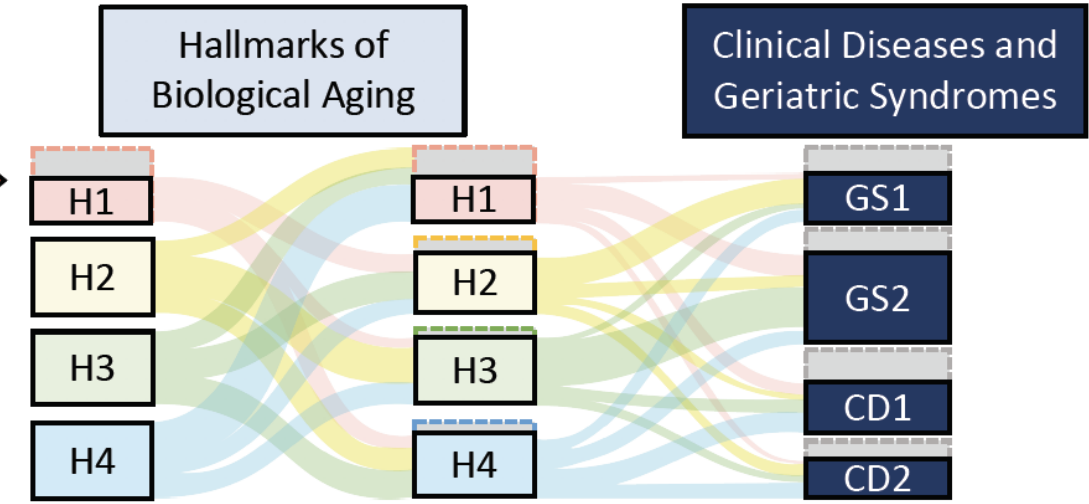 Hallmarks of
Biological Aging
Clinical Diseases and
Geriatric Syndromes
H1
H2
H3
H4
H1
H2
H3
H4
GS1
GS2
CD1
CD2